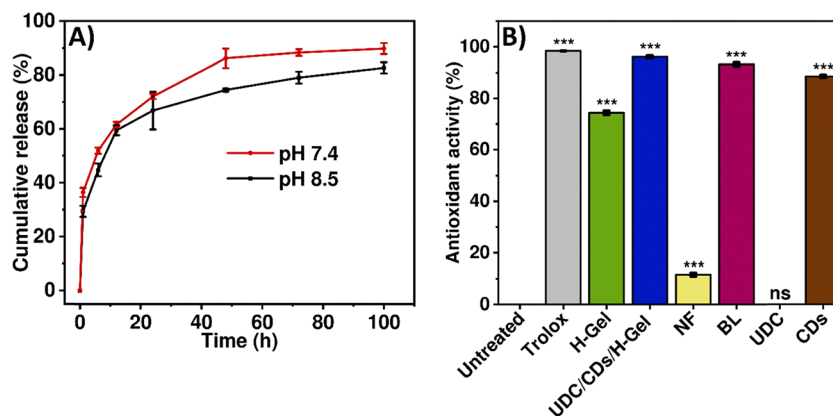 A)
Cumulative release (%)
100
80
60
40
20
0
pH 7.4
pH 8.5
0 20 40 60 80 100
Time (h)
B)
Antioxidant activity (%)
100
80
60
40
20
0
***
***
***
***
***
ns
***
Untreated
Trolox
H-Gel
UDC/CDs/H-Gel
NF
BL
UDC
CDs